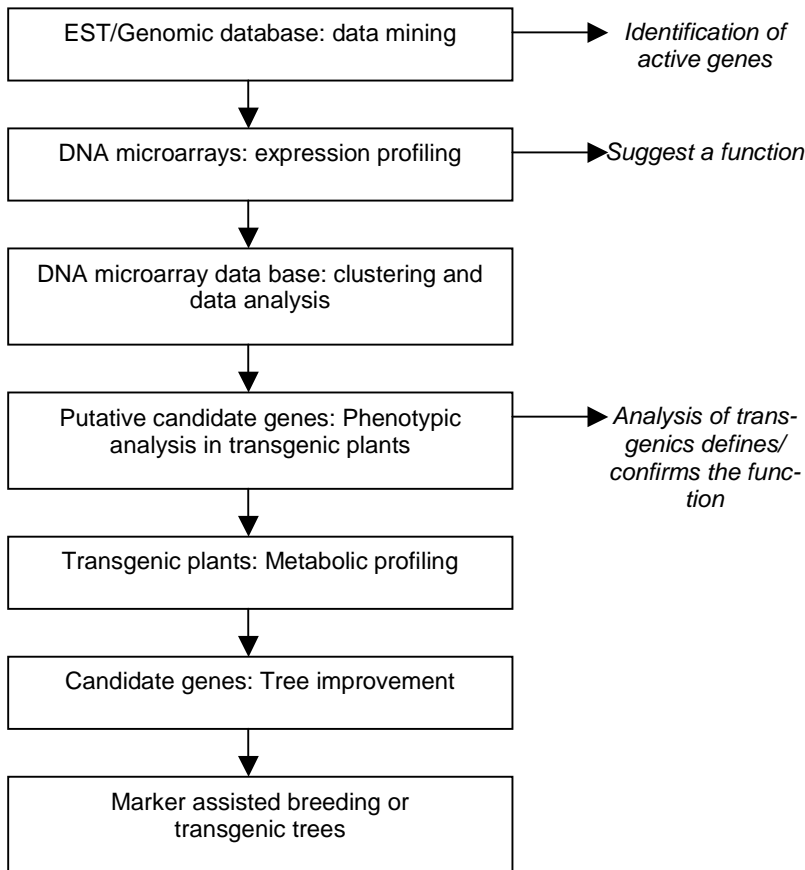 EST/Genomic database: data mining
Identification of
active genes
DNA microarrays: expression profiling
Suggest a function
DNA microarray data base: clustering and
data analysis
Putative candidate genes: Phenotypic
analysis in transgenic plants
Analysis of trans-
genics defines/
confirms the func-
tion
Transgenic plants: Metabolic profiling
Candidate genes: Tree improvement
Marker assisted breeding or
transgenic trees